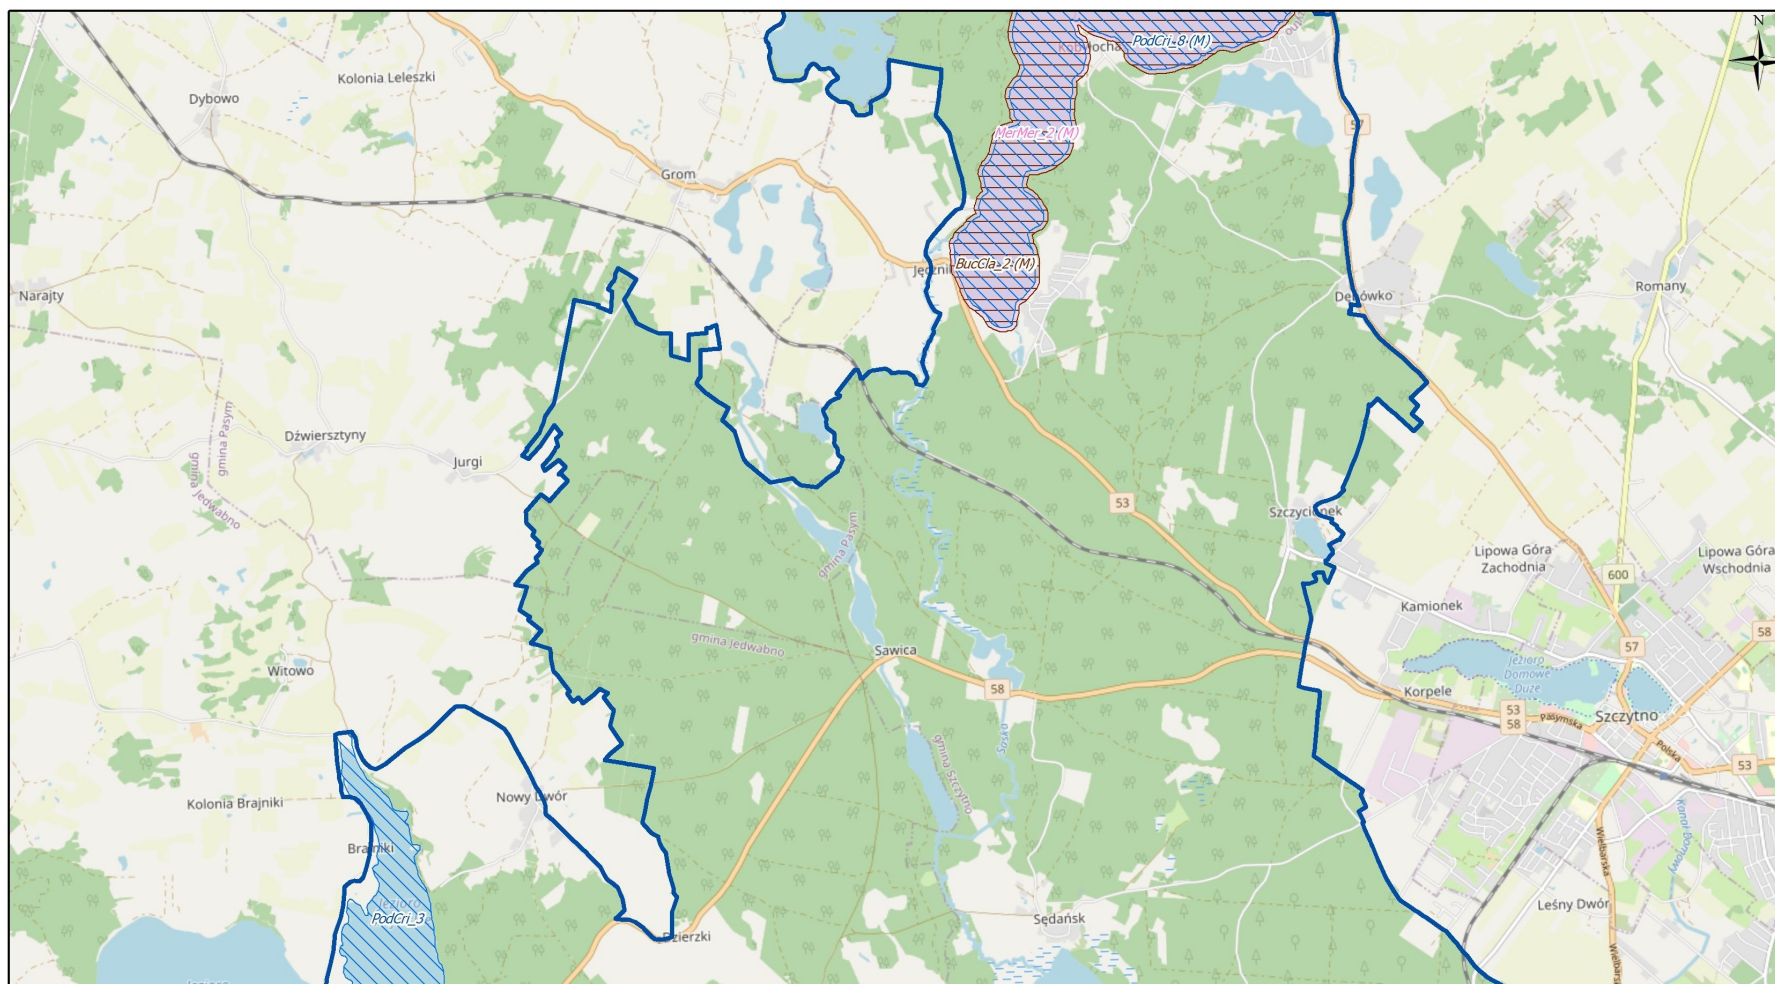 N
Kolonia Leleszki
Dybowo
PodCri_8 (M)
57
MerMer_2 (M)
Grom
BucCla_2 (M)
Narajty
Dębówko
Romany
gmina Pasym
gmina
Jedwabno
Dźwiersztyny
Jurgi
53
Szczycionek
gmina Pasym
Lipowa Góra
Zachodnia
Lipowa Góra
Wschodnia
600
Kamionek
gmina Jedwabno
Sawica
58
57
Witowo
58
Jezioro
Domowe
Duże
Korpele
53
58
Pasymska
Szczytno
Polska
53
Saska
gmina Szczytno
Kolonia Brajniki
Nowy Dwór
Kanał Domowy
Wielbarska
Brajniki
Jezioro
PodCri_3
Sędańsk
Leśny Dwór
Dzierzki